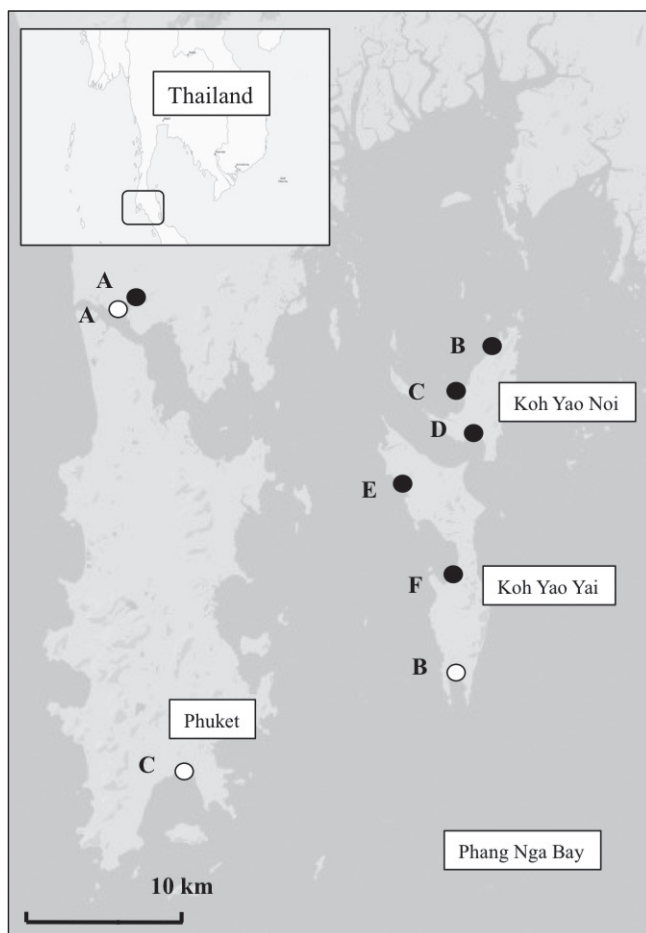 Thailand
A
A
B
C
Koh Yao Noi
D
E
F
Koh Yao Yai
B
Phuket
C
Phang Nga Bay
10 km